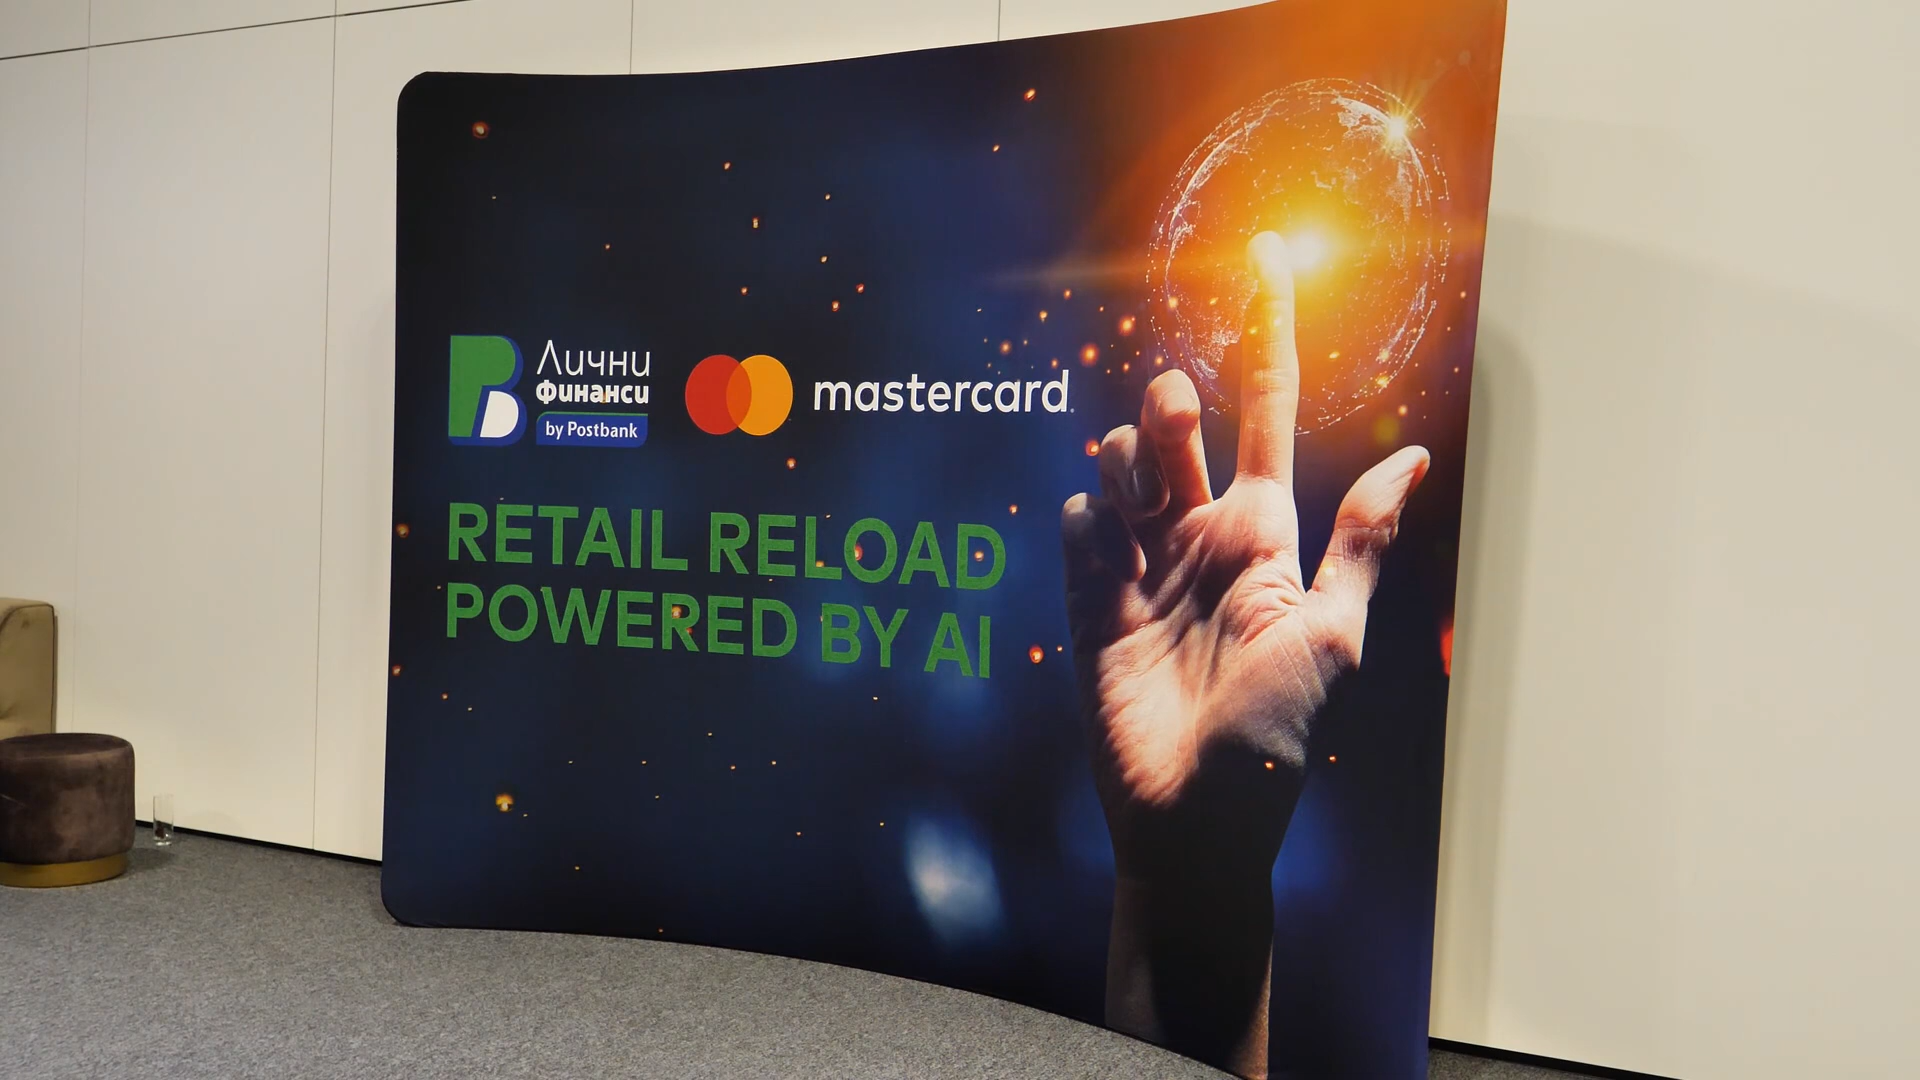 Лични
финанси
by Postbank
mastercard.
RETAIL RELOAD
POWERED BY AI